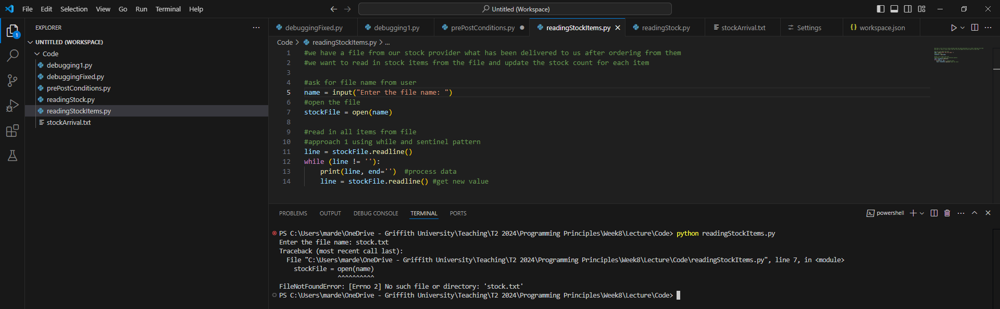 File Edit Selection View Go Run Terminal Help
Untitled (Workspace)
EXPLORER
debuggingFixed.py debugging1.py prePostConditions.py readingStockItems.py readingStock.py stockArrival.txt Settings workspace.json
UNTITLED (WORKSPACE)
Code
debugging1.py
debuggingFixed.py
prePostConditions.py
readingStock.py
readingStockItems.py
stockArrival.txt
1
Code > readingStockItems.py > ...
1 #we have a file from our stock provider what has been delivered to us after ordering from them
2 #we want to read in stock items from the file and update the stock count for each item
3
4 #ask for file name from user
5 name = input("Enter the file name: ")
6 #open the file
7 stockFile = open(name)
8
9 #read in all items from file
10 #approach 1 using while and sentinel pattern
11 line = stockFile.readline()
12 while (line != ''):
13     print(line, end='')  #process data
14     line = stockFile.readline() #get new value
PROBLEMS OUTPUT DEBUG CONSOLE TERMINAL PORTS
powershell
PS C:\Users\marde\OneDrive - Griffith University\Teaching\T2 2024\Programming Principles\Week8\Lecture\Code> python readingStockItems.py
Enter the file name: stock.txt
Traceback (most recent call last):
  File "C:\Users\marde\OneDrive - Griffith University\Teaching\T2 2024\Programming Principles\Week8\Lecture\Code\readingStockItems.py", line 7, in <module>
    stockFile = open(name)
                ^^^^^^^^^^
FileNotFoundError: [Errno 2] No such file or directory: 'stock.txt'
PS C:\Users\marde\OneDrive - Griffith University\Teaching\T2 2024\Programming Principles\Week8\Lecture\Code>